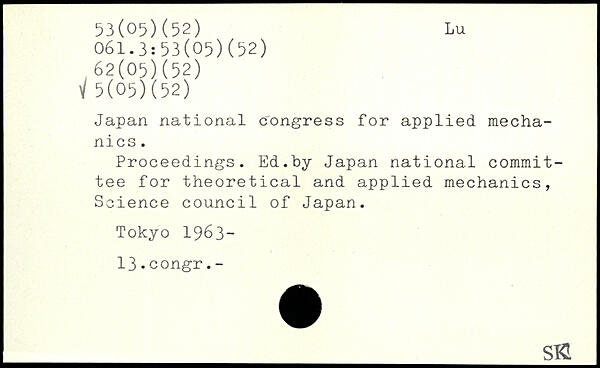 53(05)(52) Lu
061.3:53(05)(52)
62(05)(52)
√ 5(05)(52)
Japan national congress for applied mecha-
nics.
Proceedings. Ed.by Japan national commit-
tee for theoretical and applied mechanics,
Science council of Japan.
Tokyo 1963-
13.congr.-
SK